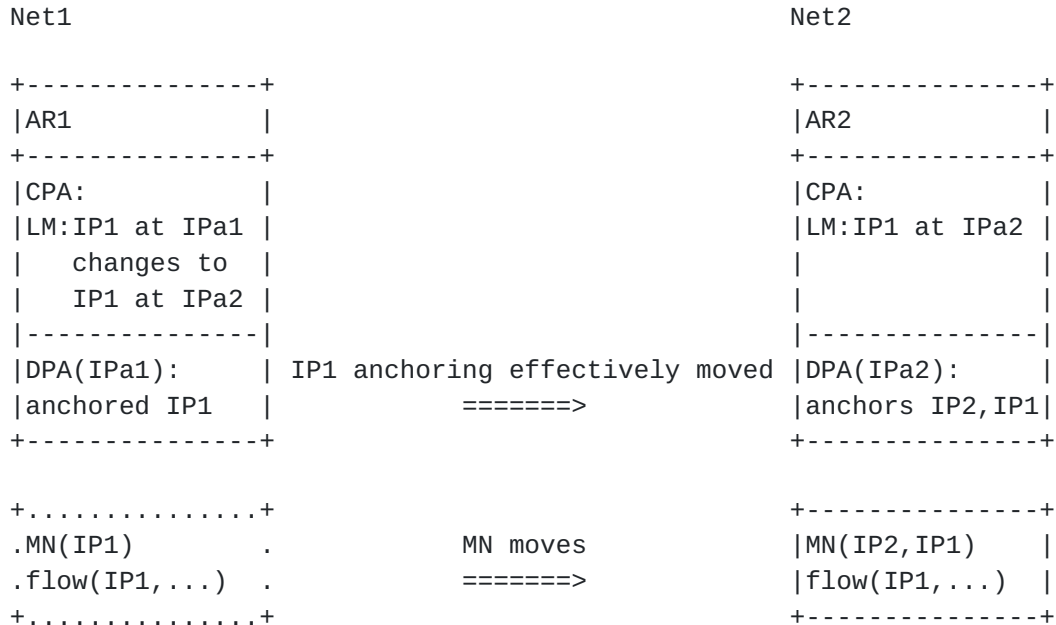 Net1                                              Net2

+---------------+                                 +---------------+
|AR1            |                                 |AR2            |
+---------------+                                 +---------------+
|CPA:           |                                 |CPA:           |
|LM:IP1 at IPa1 |                                 |LM:IP1 at IPa2 |
|   changes to  |                                 |               |
|   IP1 at IPa2 |                                 |               |
|---------------|                                 |---------------|
|DPA(IPa1):     | IP1 anchoring effectively moved |DPA(IPa2):     |
|anchored IP1   |            =======>             |anchors IP2,IP1|
+---------------+                                 +---------------+

+...............+                                 +---------------+
.MN(IP1)        .            MN moves             |MN(IP2,IP1)    |
.flow(IP1,...)  .            =======>             |flow(IP1,...)  |
+...............+                                 +---------------+